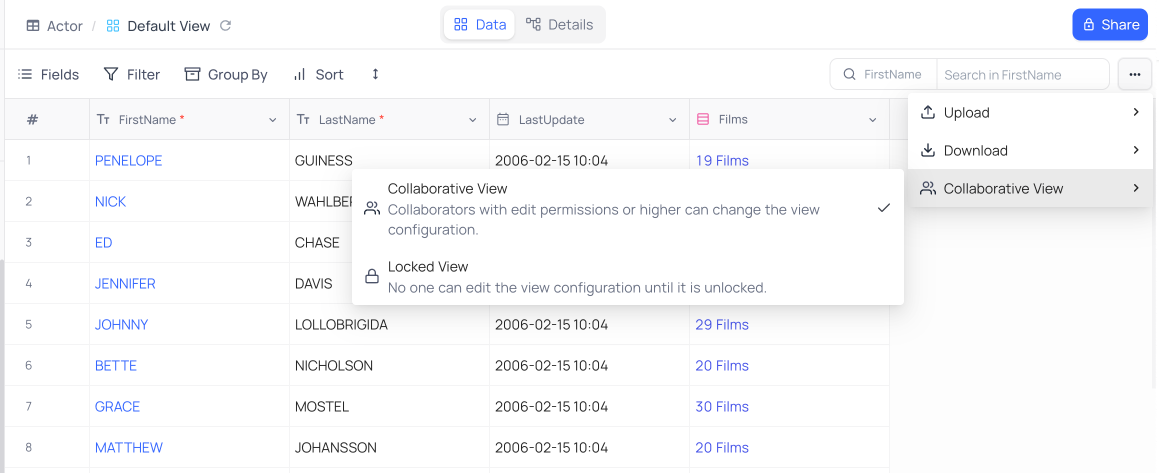 Actor / Default View
Data Details
Share
Fields Filter Group By Sort
FirstName Search in FirstName
# FirstName * LastName * LastUpdate Films
Upload
Download
Collaborative View
1 PENELOPE GUINESS 2006-02-15 10:04 19 Films
2 NICK
3 ED CHASE
4 JENNIFER DAVIS
Collaborative View
Collaborators with edit permissions or higher can change the view
configuration.
Locked View
No one can edit the view configuration until it is unlocked.
5 JOHNNY LOLLOBRIGIDA 2006-02-15 10:04 29 Films
6 BETTE NICHOLSON 2006-02-15 10:04 20 Films
7 GRACE MOSTEL 2006-02-15 10:04 30 Films
8 MATTHEW JOHANSSON 2006-02-15 10:04 20 Films